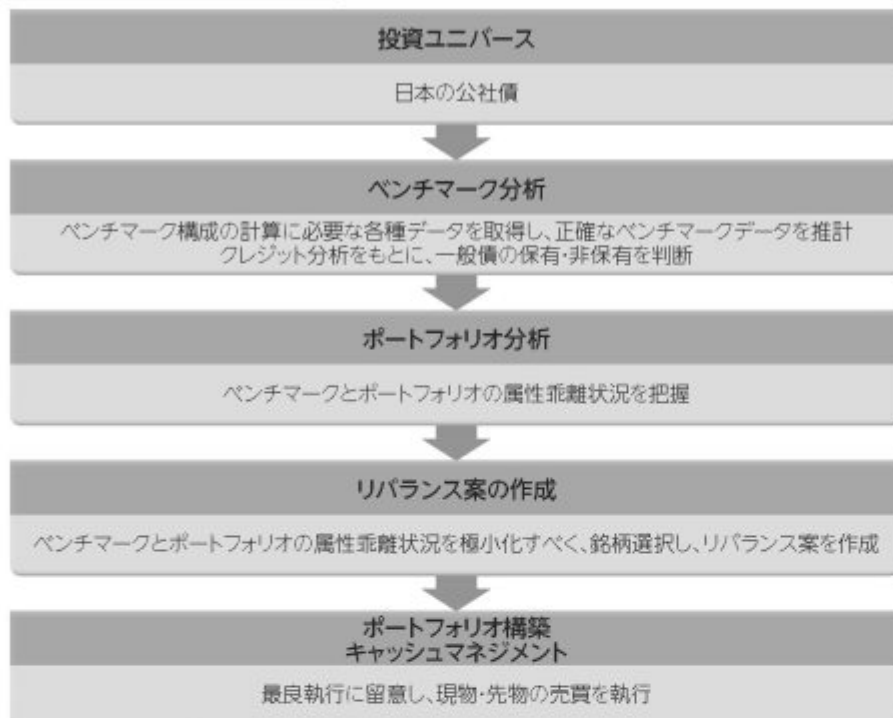 投資ユニバース
日本の公社債
ベンチマーク分析
ベンチマーク構成の計算に必要な各種データを取得し、正確なベンチマークデータを推計
クレジット分析をもとに、一般債の保有・非保有を判断
ポートフォリオ分析
ベンチマークとポートフォリオの属性乖離状況を把握
リバランス案の作成
ベンチマークとポートフォリオの属性乖離状況を極小化すべく、銘柄選択し、リバランス案を作成
ポートフォリオ構築
キャッシュマネジメント
最良執行に留意し、現物・先物の売買を執行